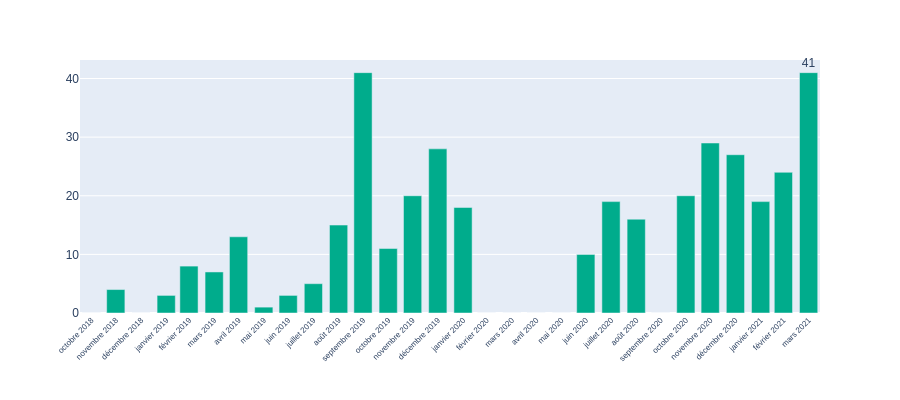 41
40
30
20
10
0
octobre 2018
novembre 2018
décembre 2018
janvier 2019
février 2019
mars 2019
avril 2019
mai 2019
juin 2019
juillet 2019
août 2019
septembre 2019
octobre 2019
novembre 2019
décembre 2019
janvier 2020
février 2020
mars 2020
avril 2020
mai 2020
juin 2020
juillet 2020
août 2020
septembre 2020
octobre 2020
novembre 2020
décembre 2020
janvier 2021
février 2021
mars 2021